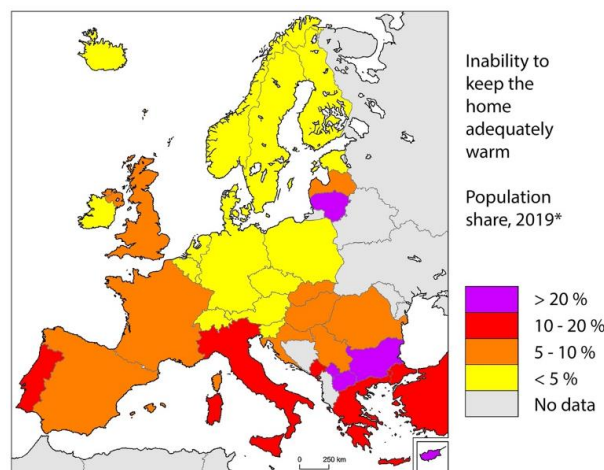 Inability to
keep the
home
adequately
warm
Population
share, 2019*
> 20 %
10 - 20 %
5 - 10 %
< 5 %
No data
0 250 km